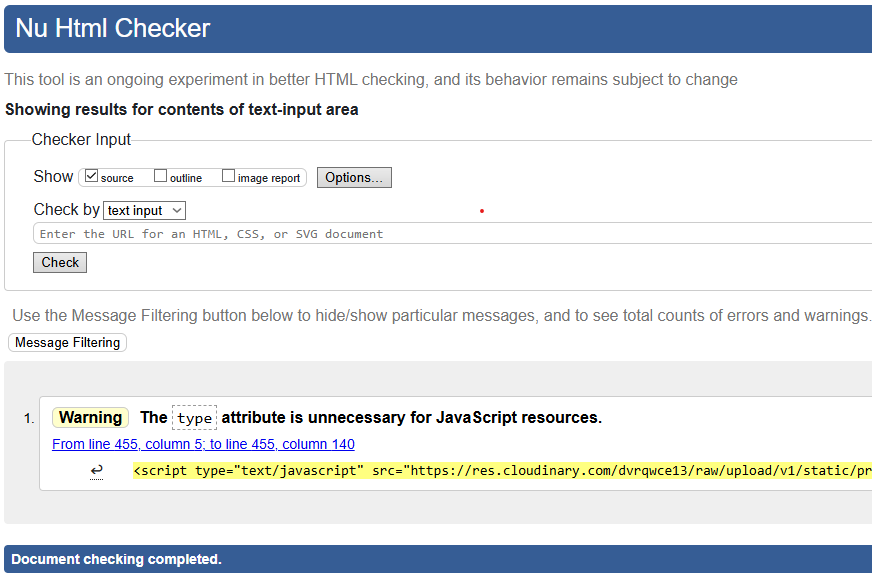 Nu Html Checker
This tool is an ongoing experiment in better HTML checking, and its behavior remains subject to change
Showing results for contents of text-input area
Checker Input
Show source outline image report Options...
Check by text input
Enter the URL for an HTML, CSS, or SVG document
Check
Use the Message Filtering button below to hide/show particular messages, and to see total counts of errors and warnings.
Message Filtering
1. Warning The type attribute is unnecessary for JavaScript resources.
From line 455, column 5; to line 455, column 140
↩ <script type="text/javascript" src="https://res.cloudinary.com/dvrqwce13/raw/upload/v1/static/pr
Document checking completed.